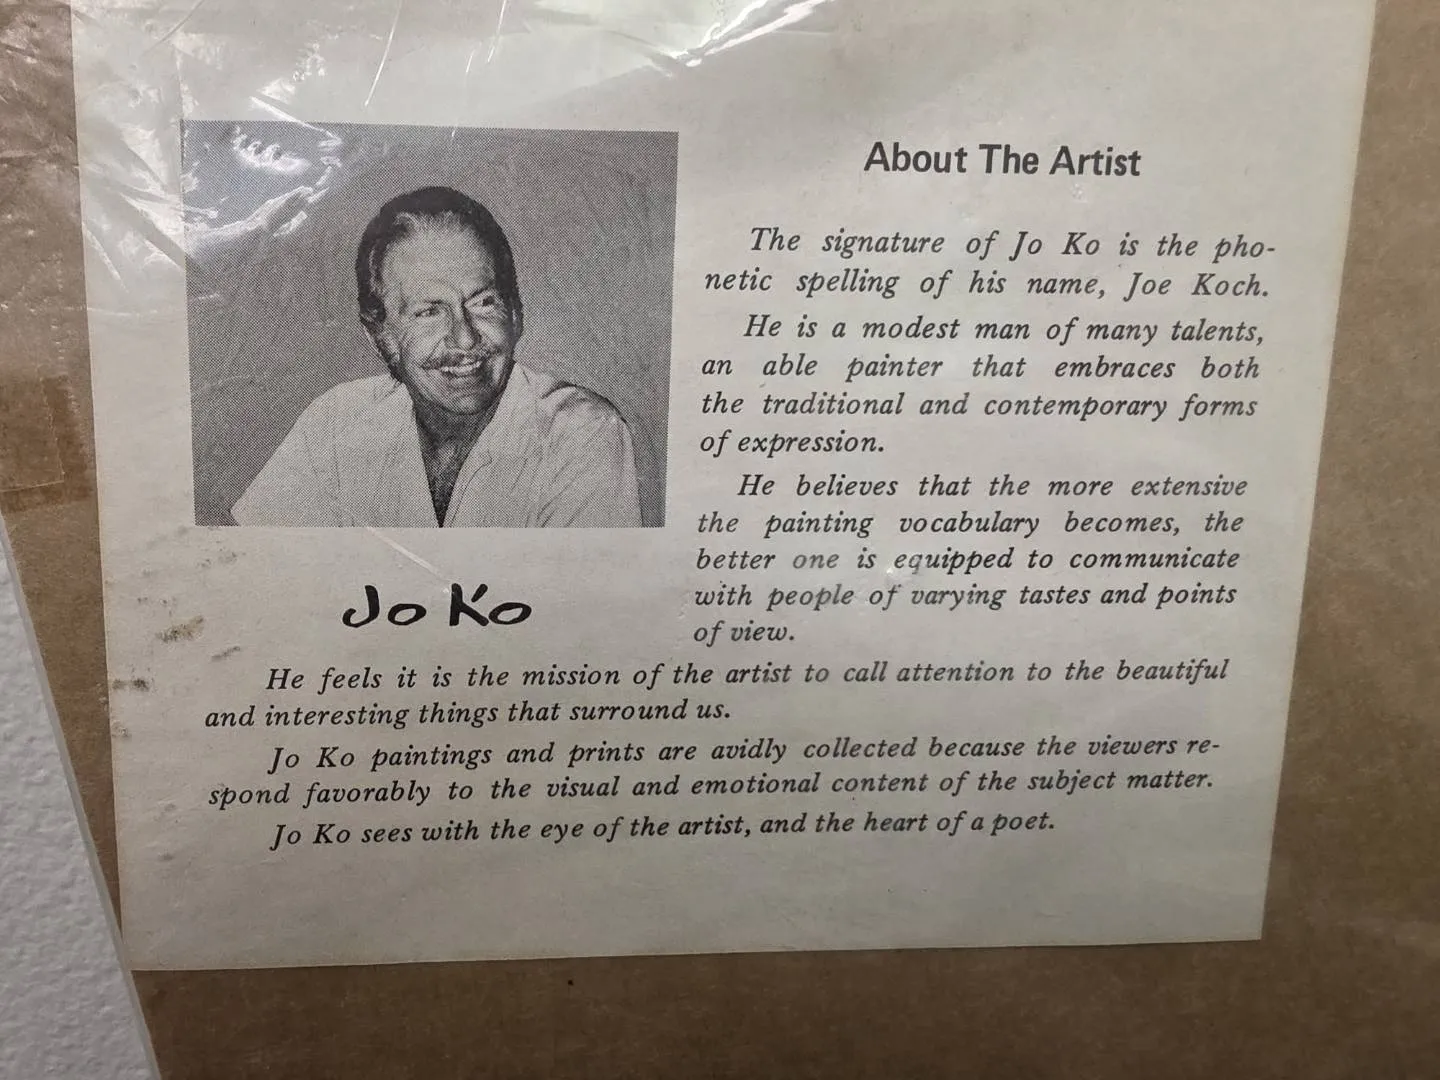 About The Artist
The signature of Jo Ko is the pho-
netic spelling of his name, Joe Koch.
He is a modest man of many talents,
an able painter that embraces both
the traditional and contemporary forms
of expression.
He believes that the more extensive
the painting vocabulary becomes, the
better one is equipped to communicate
with people of varying tastes and points
of view.
Jo Ko
He feels it is the mission of the artist to call attention to the beautiful
and interesting things that surround us.
Jo Ko paintings and prints are avidly collected because the viewers re-
spond favorably to the visual and emotional content of the subject matter.
Jo Ko sees with the eye of the artist, and the heart of a poet.